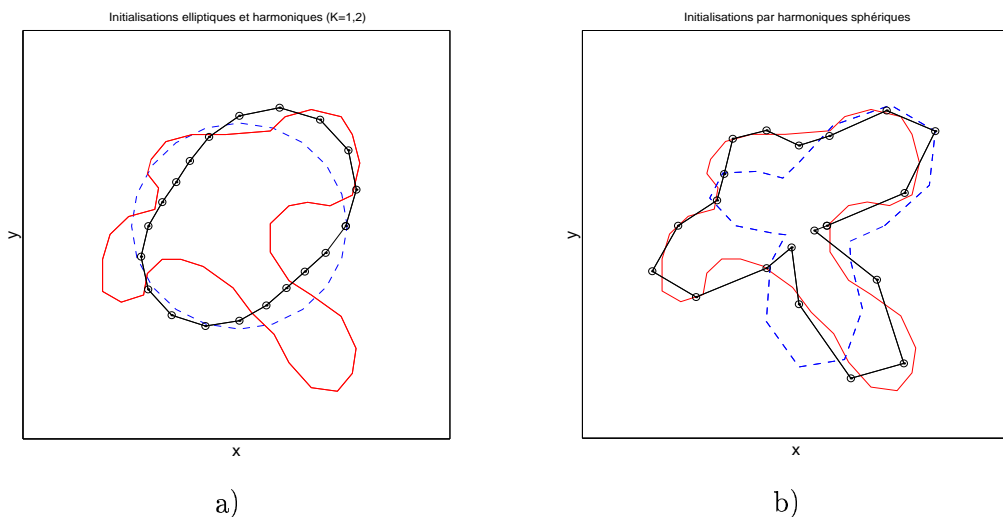 Initialisations elliptiques et harmoniques (K=1,2)
y
x
a)
Initialisations par harmoniques sphériques
y
x
b)